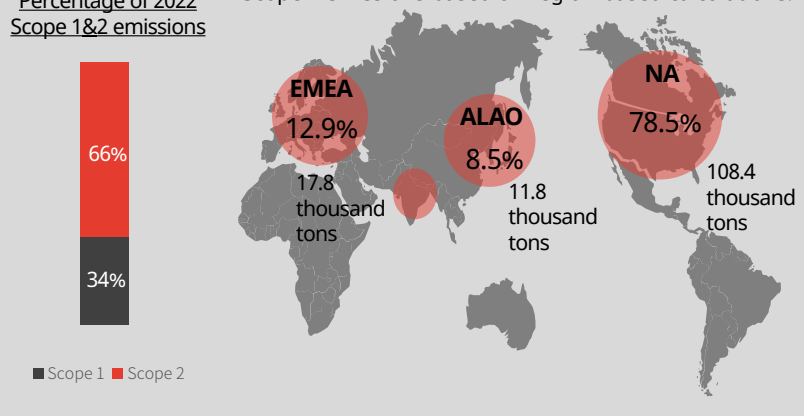 Percentage of 2022
Scope 1&2 emissions
66%
34%
Scope 1
Scope 2
EMEA
12.9%
17.8
thousand
tons
ALAO
8.5%
11.8
thousand
tons
NA
78.5%
108.4
thousand
tons